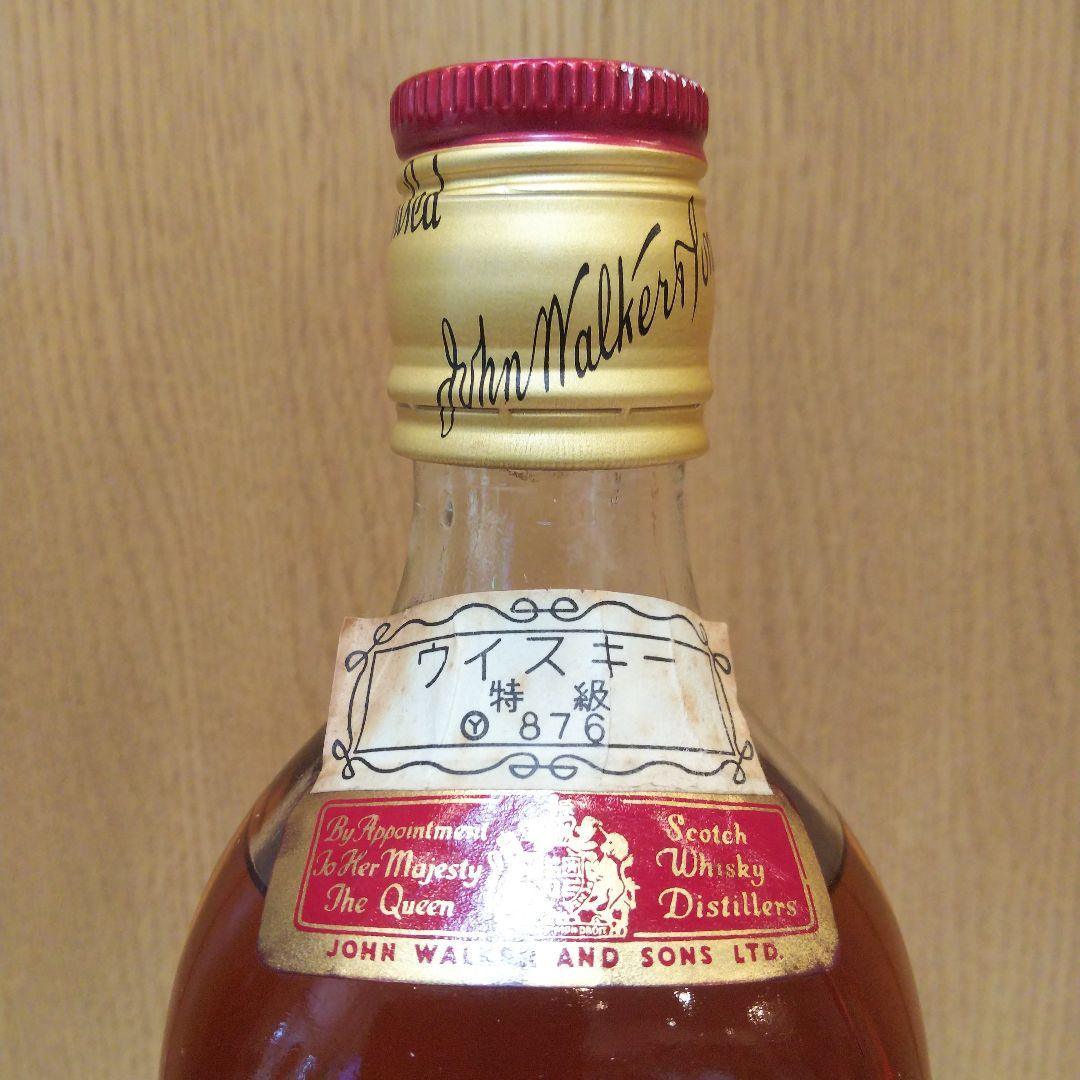 John Walker & Sons
ウイスキー
特級
Ⓨ 876
By Appointment
To Her Majesty
The Queen
Scotch
Whisky
Distillers
JOHN WALKER AND SONS LTD.